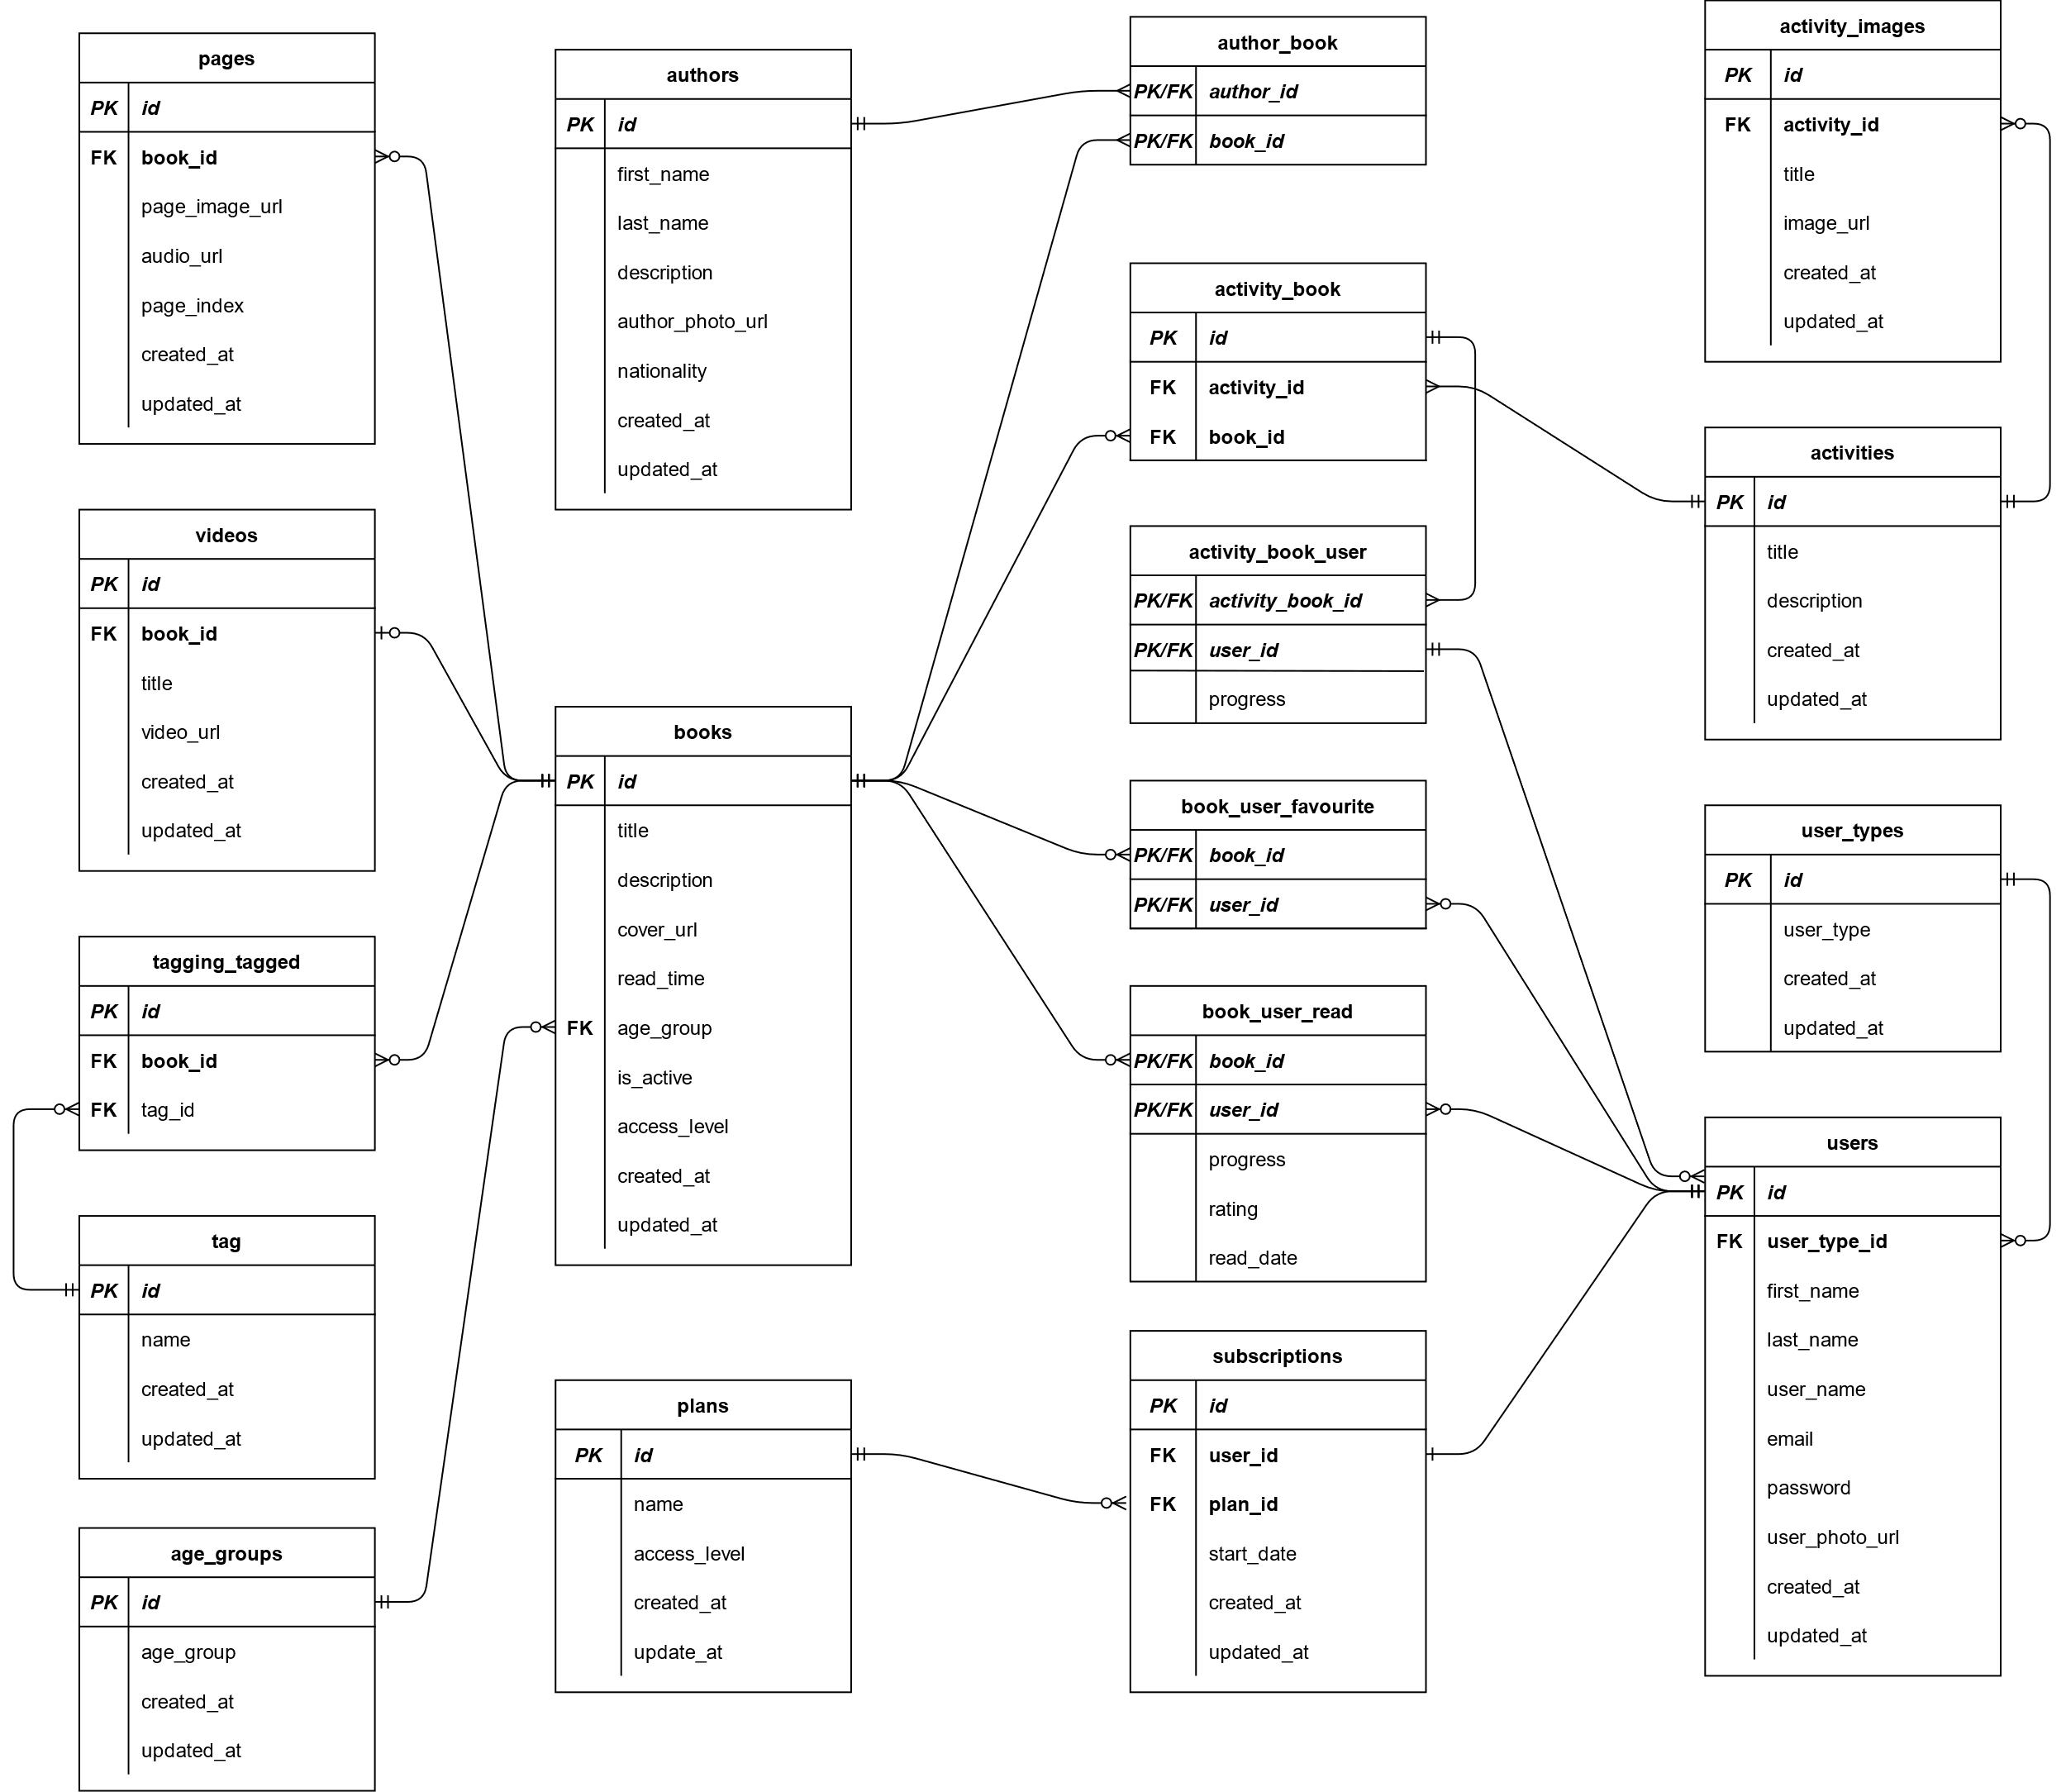 pages
PK id
FK book_id
page_image_url
audio_url
page_index
created_at
updated_at
videos
PK id
FK book_id
title
video_url
created_at
updated_at
tagging_tagged
PK id
FK book_id
FK tag_id
tag
PK id
name
created_at
updated_at
age_groups
PK id
age_group
created_at
updated_at
authors
PK id
first_name
last_name
description
author_photo_url
nationality
created_at
updated_at
books
PK id
title
description
cover_url
read_time
FK age_group
is_active
access_level
created_at
updated_at
plans
PK id
name
access_level
created_at
update_at
author_book
PK/FK author_id
PK/FK book_id
activity_book
PK id
FK activity_id
FK book_id
activity_book_user
PK/FK activity_book_id
PK/FK user_id
progress
book_user_favourite
PK/FK book_id
PK/FK user_id
book_user_read
PK/FK book_id
PK/FK user_id
progress
rating
read_date
subscriptions
PK id
FK user_id
FK plan_id
start_date
created_at
updated_at
activity_images
PK id
FK activity_id
title
image_url
created_at
updated_at
activities
PK id
title
description
created_at
updated_at
user_types
PK id
user_type
created_at
updated_at
users
PK id
FK user_type_id
first_name
last_name
user_name
email
password
user_photo_url
created_at
updated_at